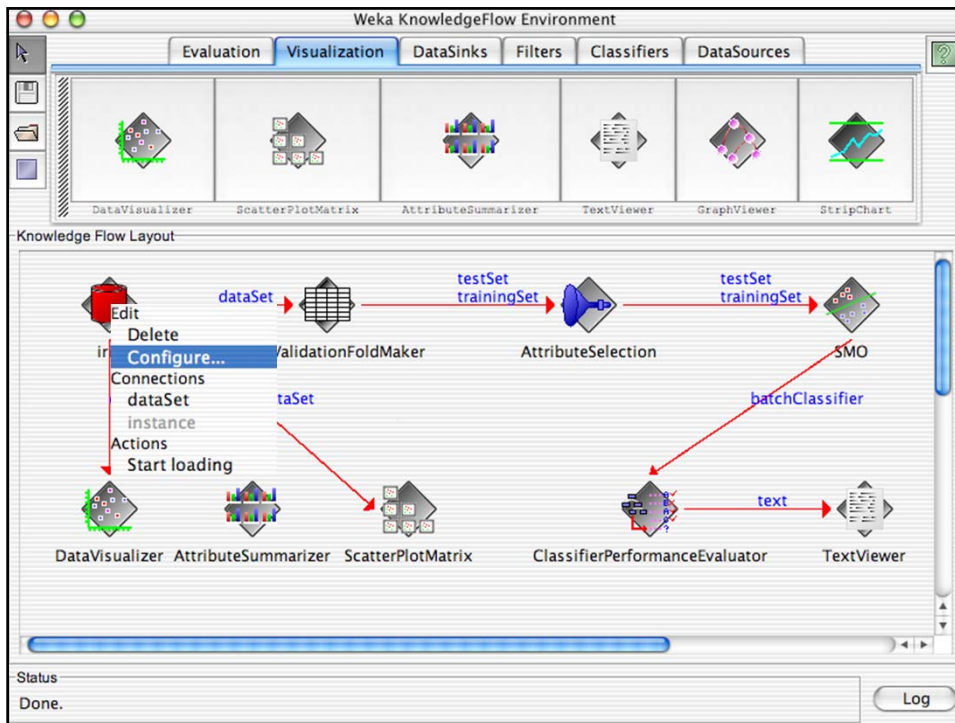 Weka KnowledgeFlow Environment
Evaluation Visualization DataSinks Filters Classifiers DataSources
DataVisualizer ScatterPlotMatrix AttributeSummarizer TextViewer GraphViewer StripChart
Knowledge Flow Layout
dataSet
testSet
trainingSet
testSet
trainingSet
Edit
Delete
Configure...
Connections
dataSet
instance
Actions
Start loading
ir
ValidationFoldMaker
AttributeSelection
SMO
taSet
batchClassifier
text
DataVisualizer AttributeSummarizer ScatterPlotMatrix ClassifierPerformanceEvaluator TextViewer
Status
Done.
Log